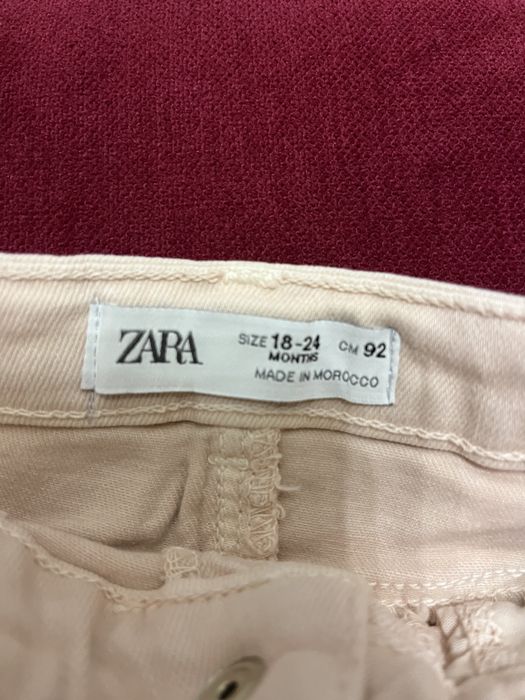 ZARA
SIZE 18-24 CM 92
MONTHS
MADE IN MOROCCO